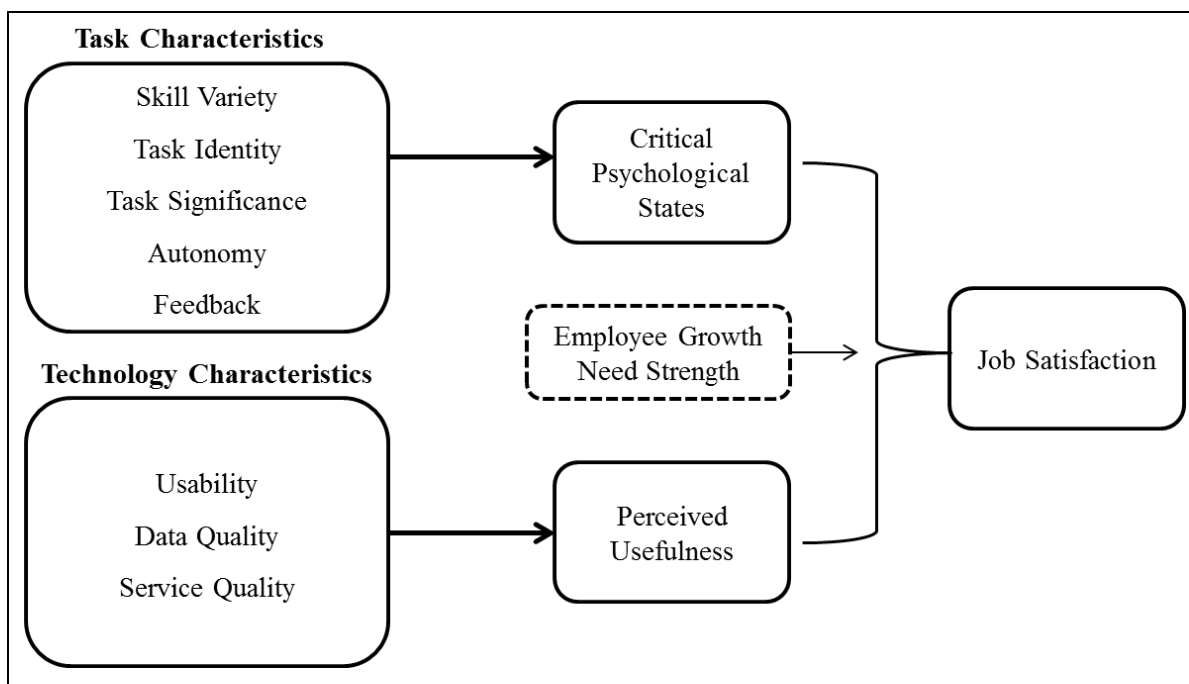 Task Characteristics
Skill Variety
Task Identity
Task Significance
Autonomy
Feedback
Critical
Psychological
States
Employee Growth
Need Strength
Job Satisfaction
Technology Characteristics
Usability
Data Quality
Service Quality
Perceived
Usefulness